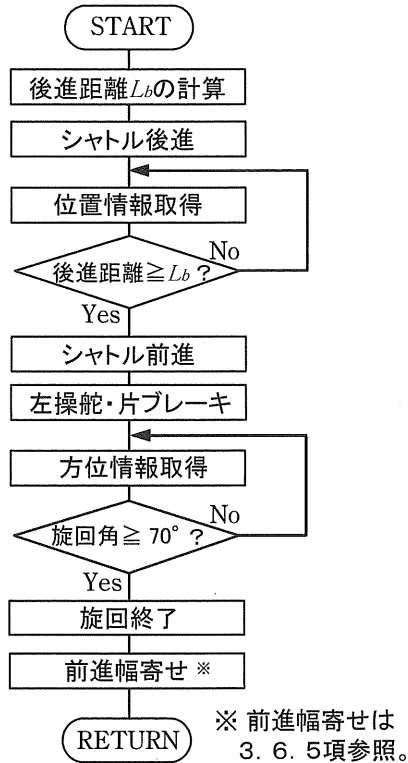 START
後進距離Lbの計算
シャトル後進
位置情報取得
No
後進距離≧Lb?
Yes
シャトル前進
左操舵・片ブレーキ
方位情報取得
No
旋回角≧70°?
Yes
旋回終了
前進幅寄せ※
RETURN
※ 前進幅寄せは
3.6.5項参照。